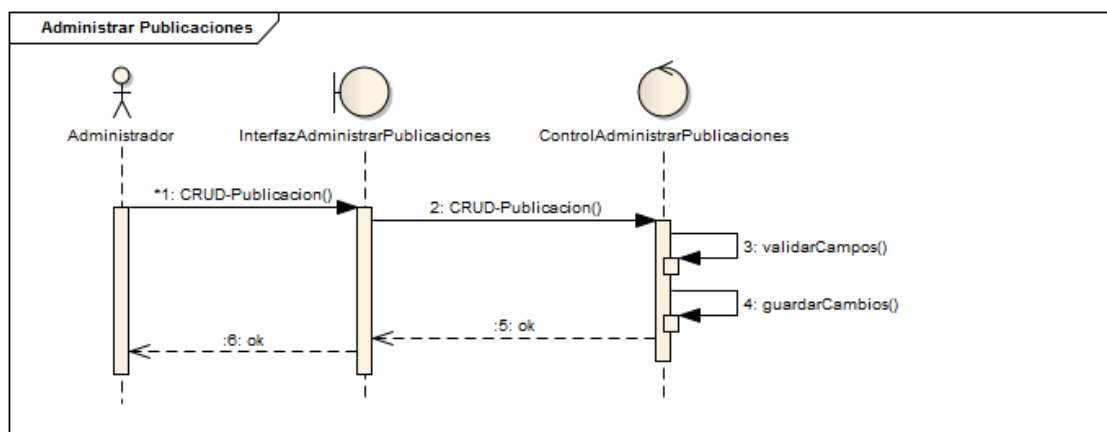 Administrar Publicaciones
Administrador
InterfazAdministrarPublicaciones
ControlAdministrarPublicaciones
*1: CRUD-Publicacion()
2: CRUD-Publicacion()
3: validarCampos()
4: guardarCambios()
:5: ok
:6: ok